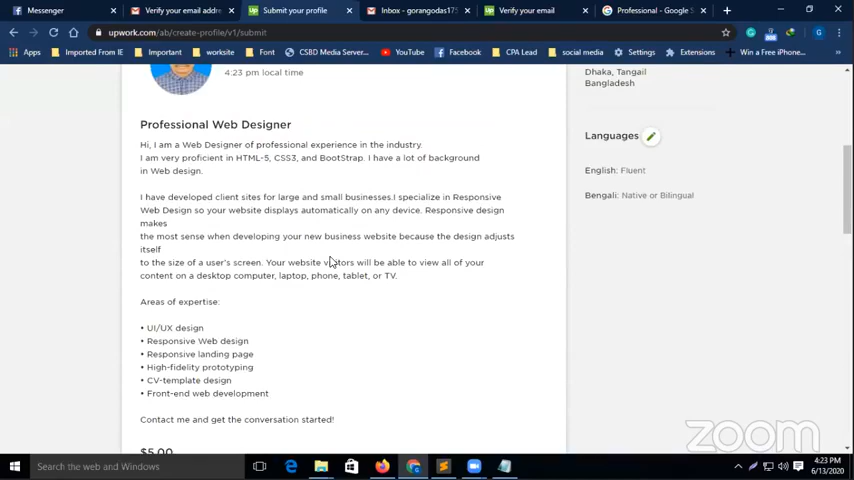 Messenger
Verify your email addre
Submit your profile
Inbox - gorangodas175
Verify your email
Professional - Google S
upwork.com/ab/create-profile/v1/submit
Apps
Imported From IE
Important
worksite
Font
CSBD Media Server...
YouTube
Facebook
CPA Lead
social media
Settings
Extensions
Win a Free iPhone...
4:23 pm local time
Professional Web Designer
Hi, I am a Web Designer of professional experience in the industry.
I am very proficient in HTML-5, CSS3, and BootStrap. I have a lot of background
in Web design.
I have developed client sites for large and small businesses.I specialize in Responsive
Web Design so your website displays automatically on any device. Responsive design
makes
the most sense when developing your new business website because the design adjusts
itself
to the size of a user's screen. Your website visitors will be able to view all of your
content on a desktop computer, laptop, phone, tablet, or TV.
Areas of expertise:
• UI/UX design
• Responsive Web design
• Responsive landing page
• High-fidelity prototyping
• CV-template design
• Front-end web development
Contact me and get the conversation started!
$5.00
Dhaka, Tangail
Bangladesh
Languages
English: Fluent
Bengali: Native or Bilingual
zoom
Search the web and Windows
4:23 PM
6/13/2020